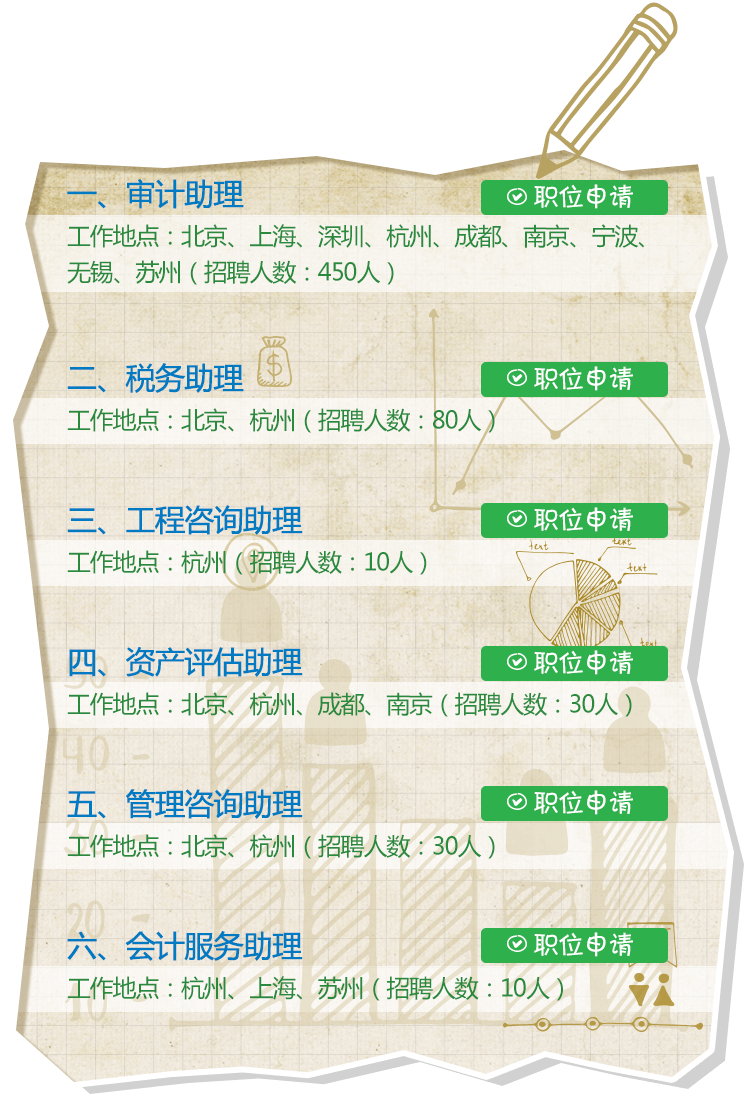 一、审计助理 职位申请
工作地点：北京、上海、深圳、杭州、成都、南京、宁波、
无锡、苏州（招聘人数：450人）
$
二、税务助理 职位申请
工作地点：北京、杭州（招聘人数：80人）
三、工程咨询助理 职位申请
text text
工作地点：杭州（招聘人数：10人）
text
text
四、资产评估助理 职位申请
50
工作地点：北京、杭州、成都、南京（招聘人数：30人）
40
五、管理咨询助理 职位申请
30
工作地点：北京、杭州（招聘人数：30人）
20
六、会计服务助理 职位申请
工作地点：杭州、上海、苏州（招聘人数：10人）
10